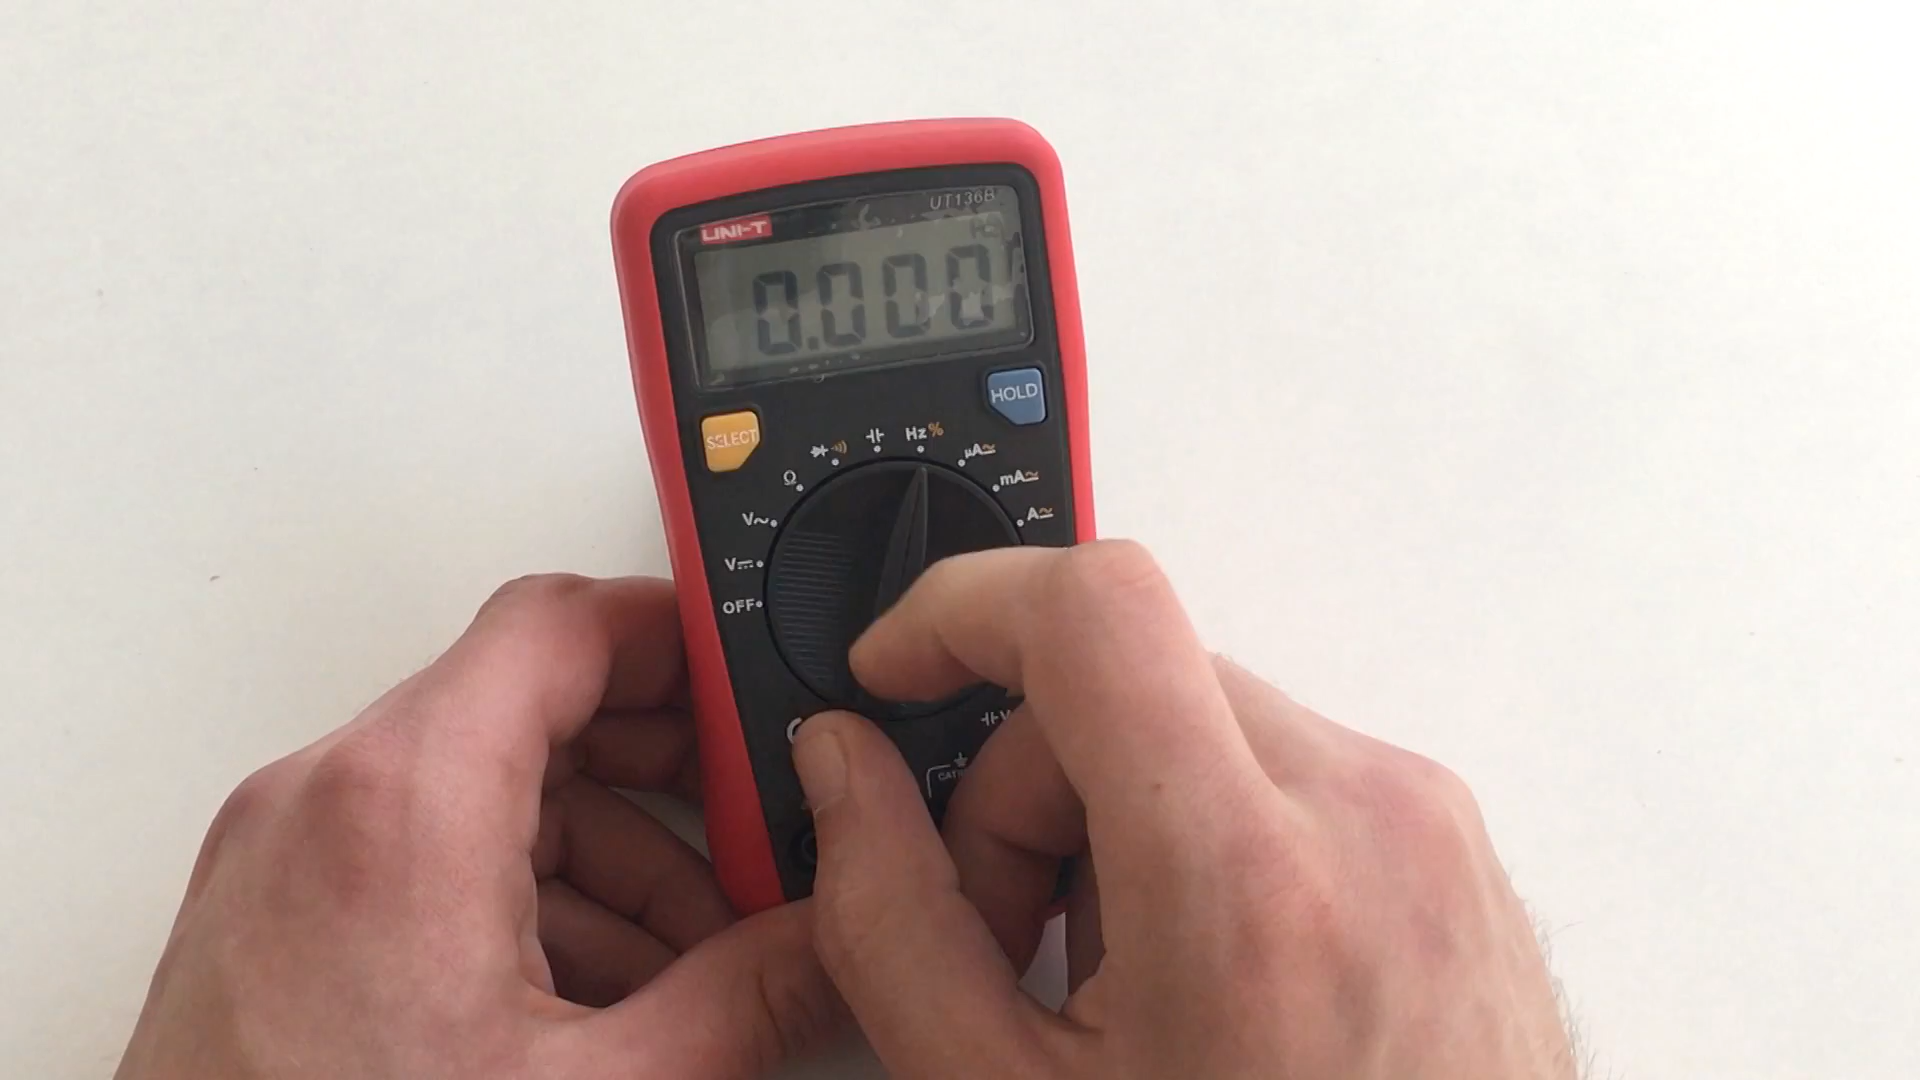 UT136B
UNI-T
0.000
HOLD
SELECT
Hz%
µA
mA
Ω
A
V~
V
OFF